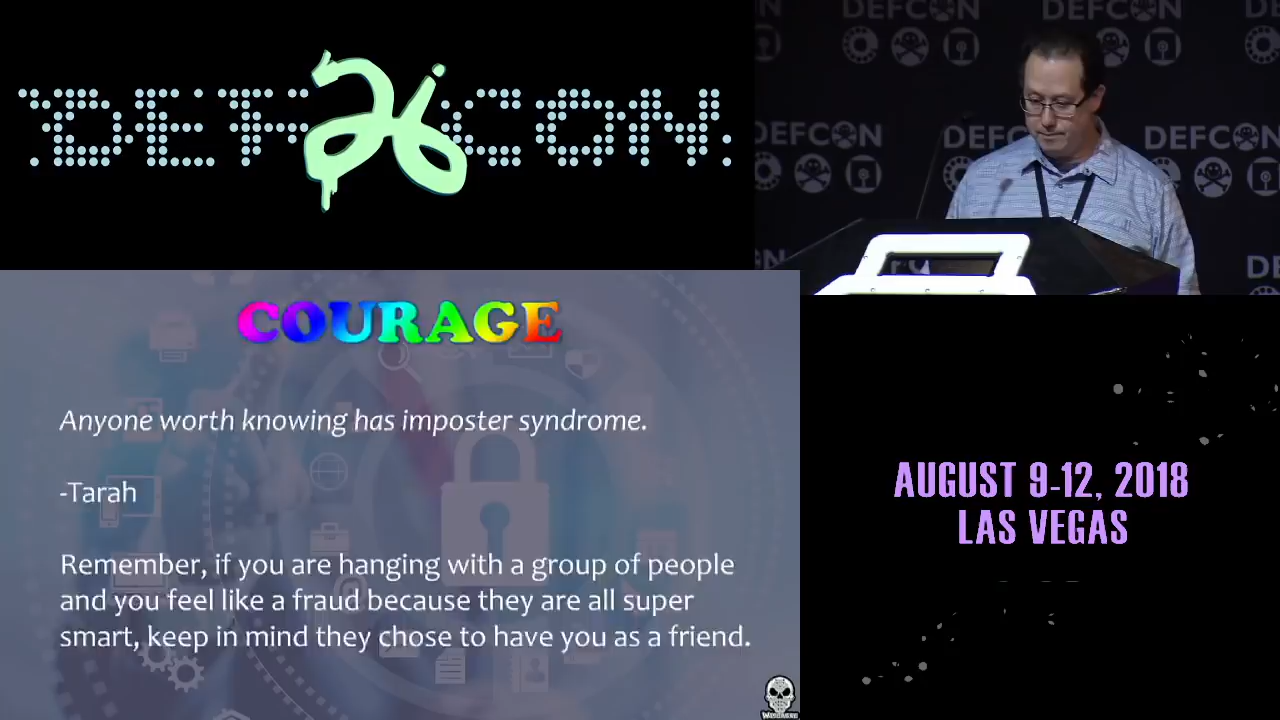 DEF26CON
DEFCON DEFCON
DEFCON DEFCON
COURAGE
Anyone worth knowing has imposter syndrome.
-Tarah
Remember, if you are hanging with a group of people
and you feel like a fraud because they are all super
smart, keep in mind they chose to have you as a friend.
AUGUST 9-12, 2018
LAS VEGAS